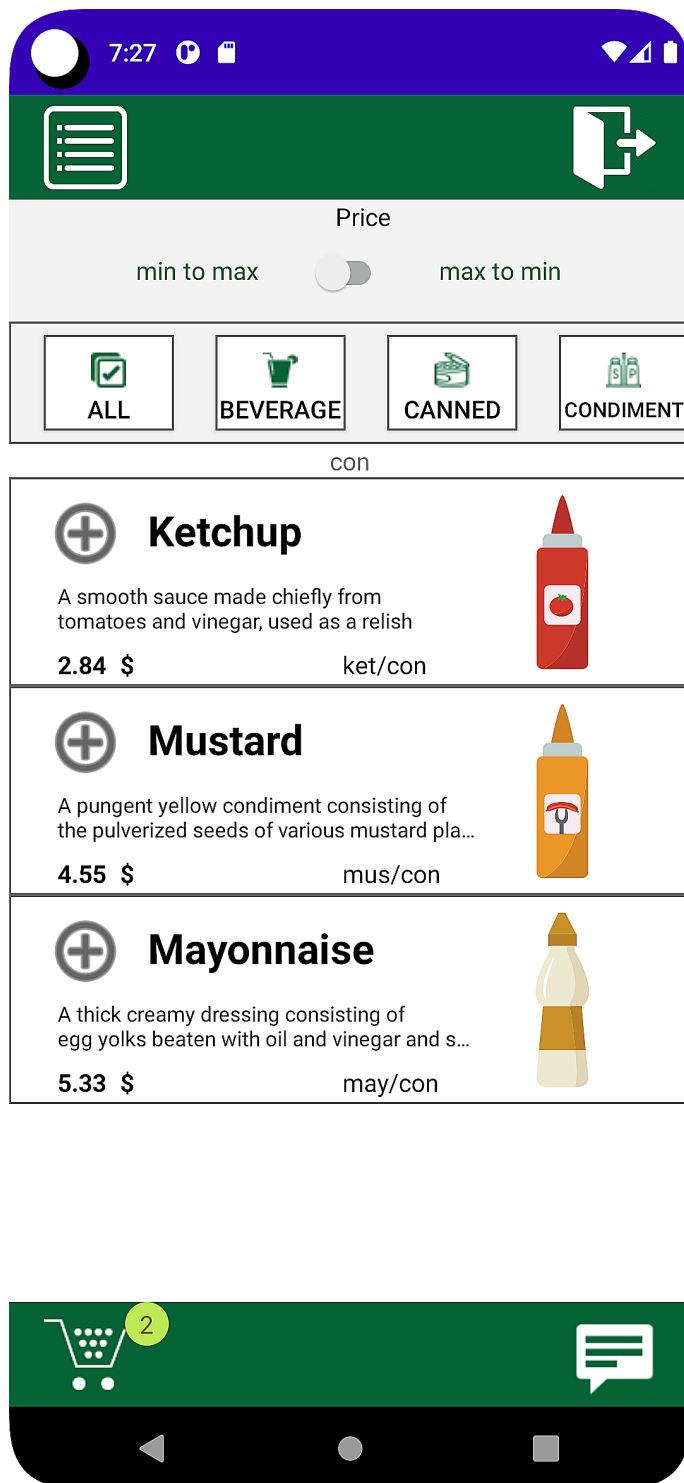 7:27
Price
min to max
max to min
ALL
BEVERAGE
CANNED
S P
CONDIMENT
con
Ketchup
A smooth sauce made chiefly from
tomatoes and vinegar, used as a relish
2.84 $
ket/con
Mustard
A pungent yellow condiment consisting of
the pulverized seeds of various mustard pla...
4.55 $
mus/con
Mayonnaise
A thick creamy dressing consisting of
egg yolks beaten with oil and vinegar and s...
5.33 $
may/con
2